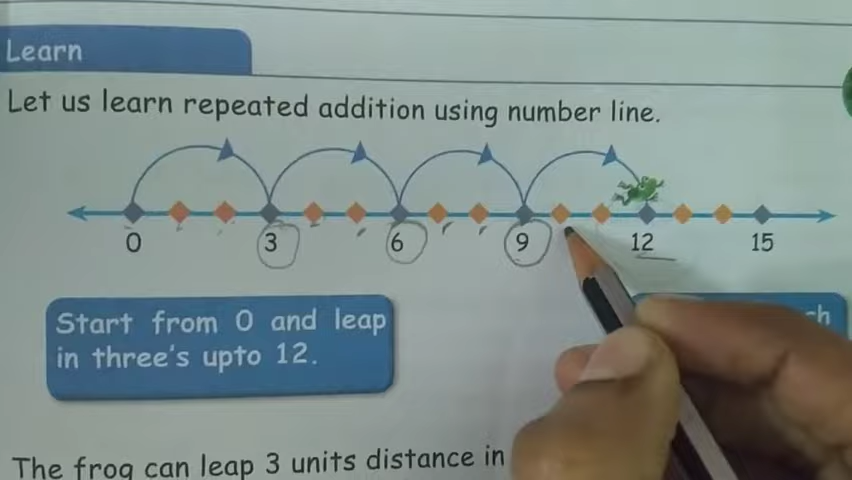 Learn
Let us learn repeated addition using number line.
0 3 6 9 12 15
Start from 0 and leap
in three's upto 12.
ch
The frog can leap 3 units distance in